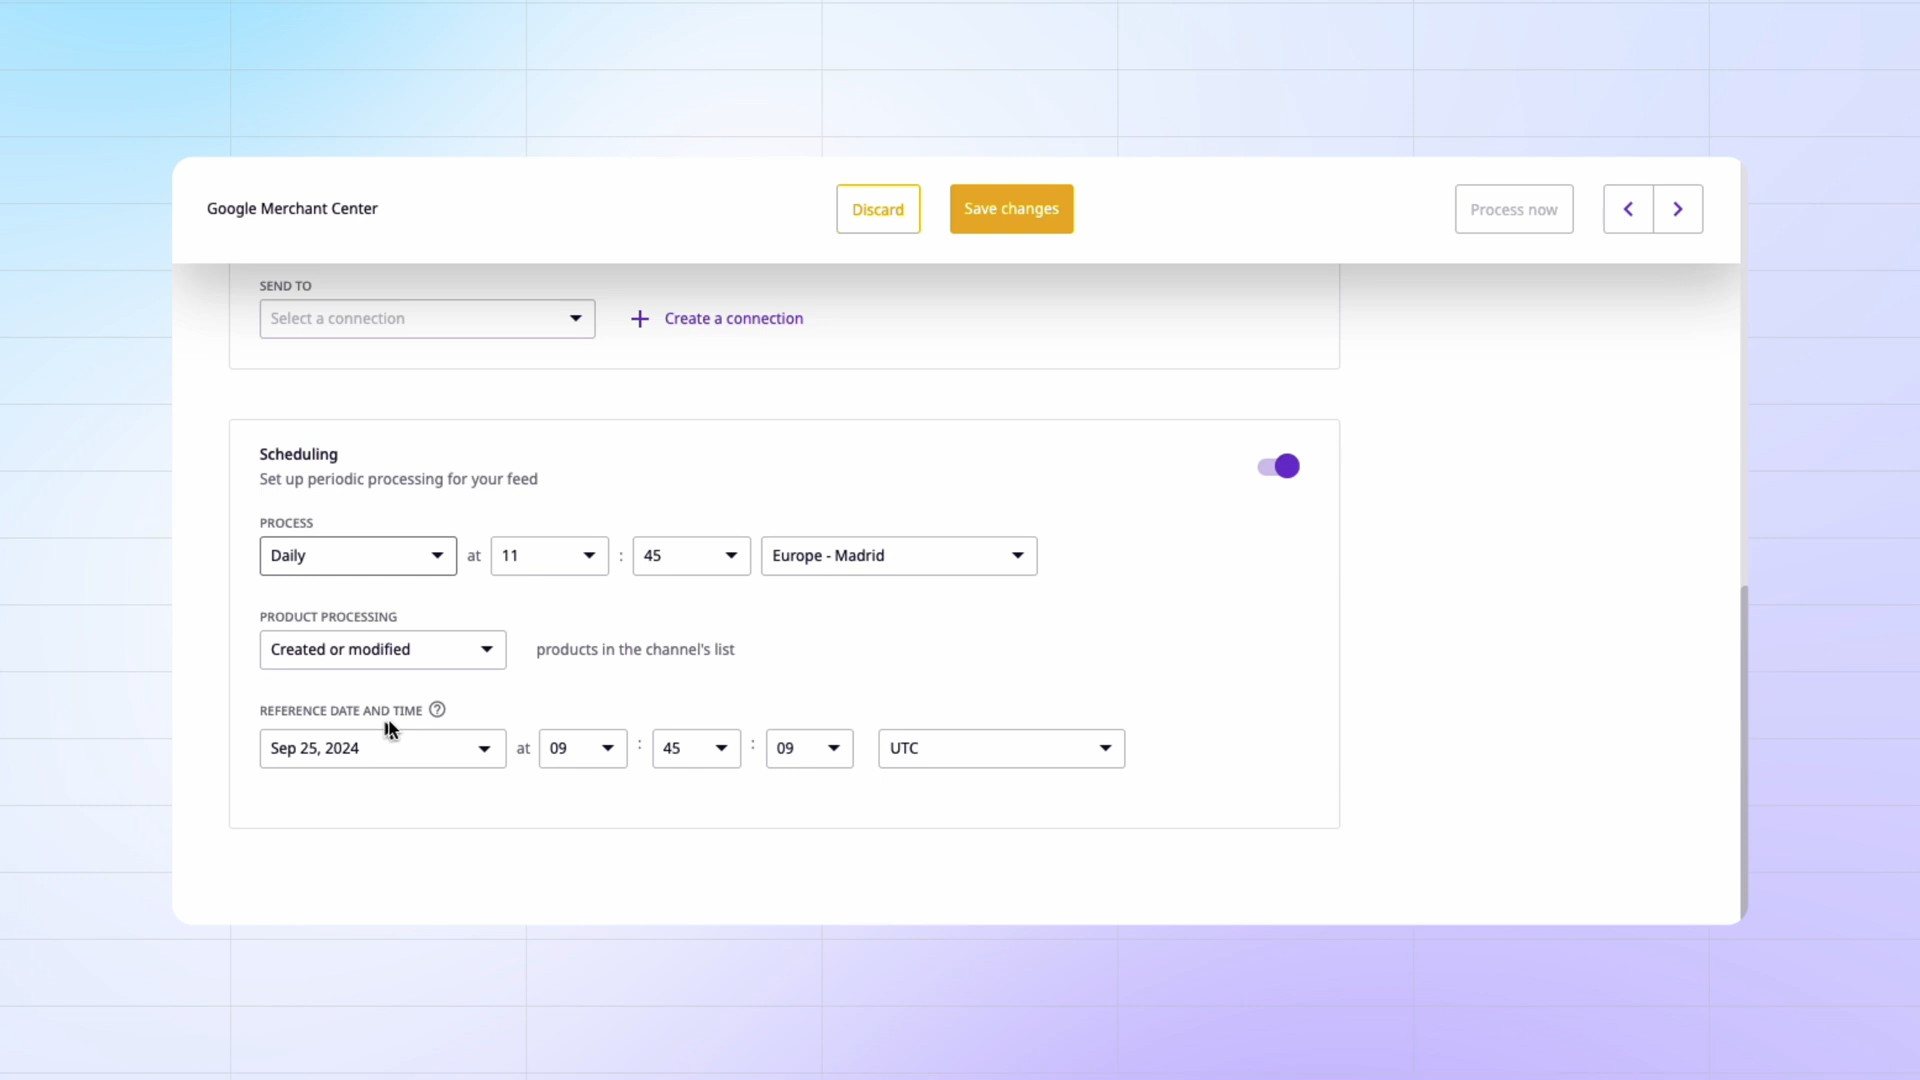 Google Merchant Center
Discard
Save changes
Process now
SEND TO
Select a connection
Create a connection
Scheduling
Set up periodic processing for your feed
PROCESS
Daily at 11 : 45 Europe - Madrid
PRODUCT PROCESSING
Created or modified products in the channel's list
REFERENCE DATE AND TIME ?
Sep 25, 2024 at 09 : 45 : 09 UTC